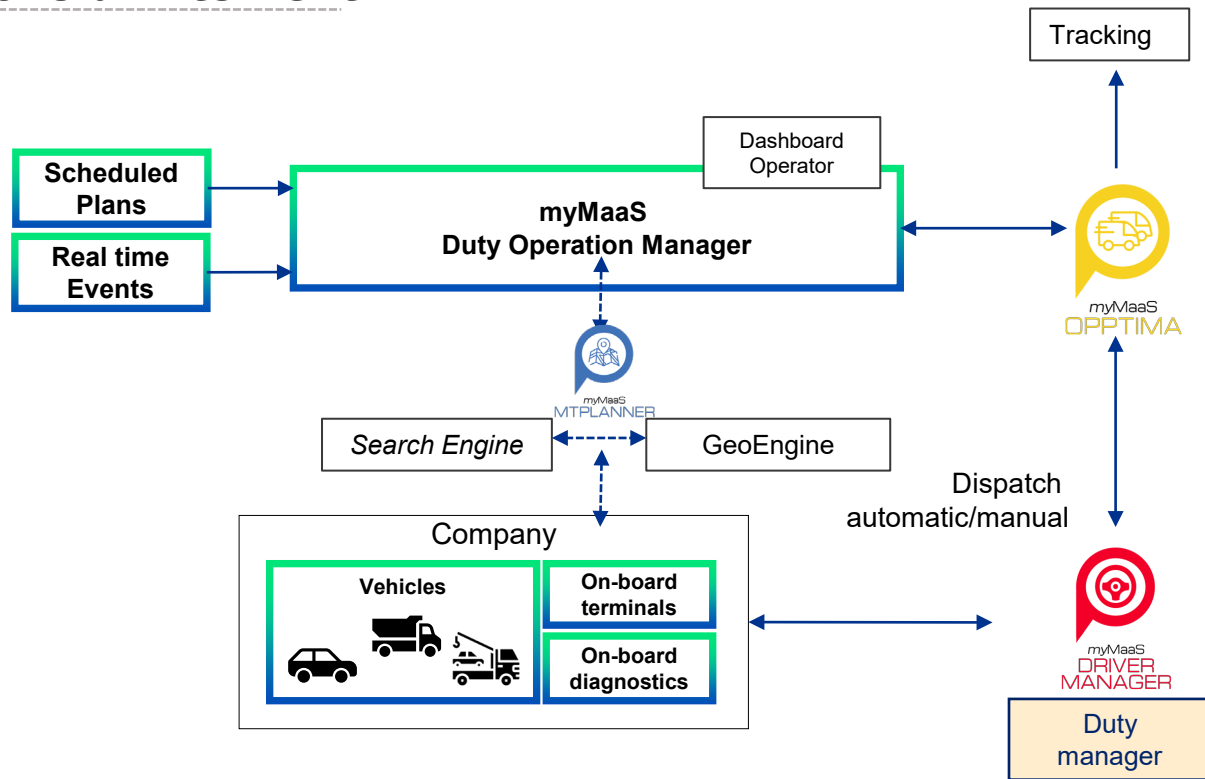 Tracking
Dashboard
Operator
Scheduled
Plans
myMaaS
Duty Operation Manager
Real time
Events
myMaaS
OPPTIMA
myMaaS
MTPLANNER
Search Engine
GeoEngine
Dispatch
automatic/manual
Company
Vehicles
On-board
terminals
On-board
diagnostics
myMaaS
DRIVER
MANAGER
Duty
manager